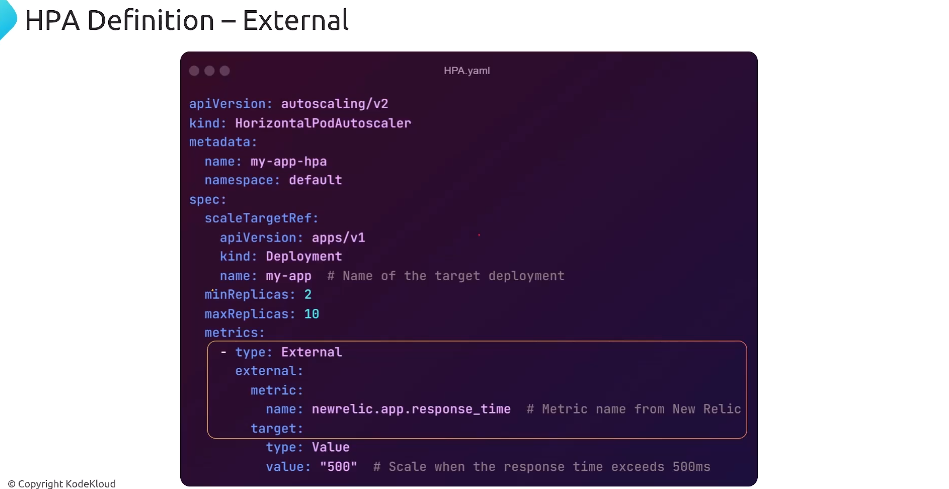 HPA Definition – External
HPA.yaml
apiVersion: autoscaling/v2
kind: HorizontalPodAutoscaler
metadata:
  name: my-app-hpa
  namespace: default
spec:
  scaleTargetRef:
    apiVersion: apps/v1
    kind: Deployment
    name: my-app  # Name of the target deployment
  minReplicas: 2
  maxReplicas: 10
  metrics:
    - type: External
      external:
        metric:
          name: newrelic.app.response_time  # Metric name from New Relic
        target:
          type: Value
          value: "500"  # Scale when the response time exceeds 500ms
© Copyright KodeKloud